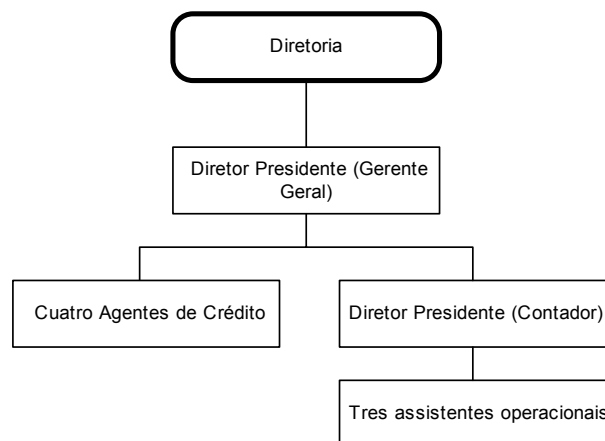 Diretoria
Diretor Presidente (Gerente
Geral)
Cuatro Agentes de Crédito
Diretor Presidente (Contador)
Tres assistentes operacionais